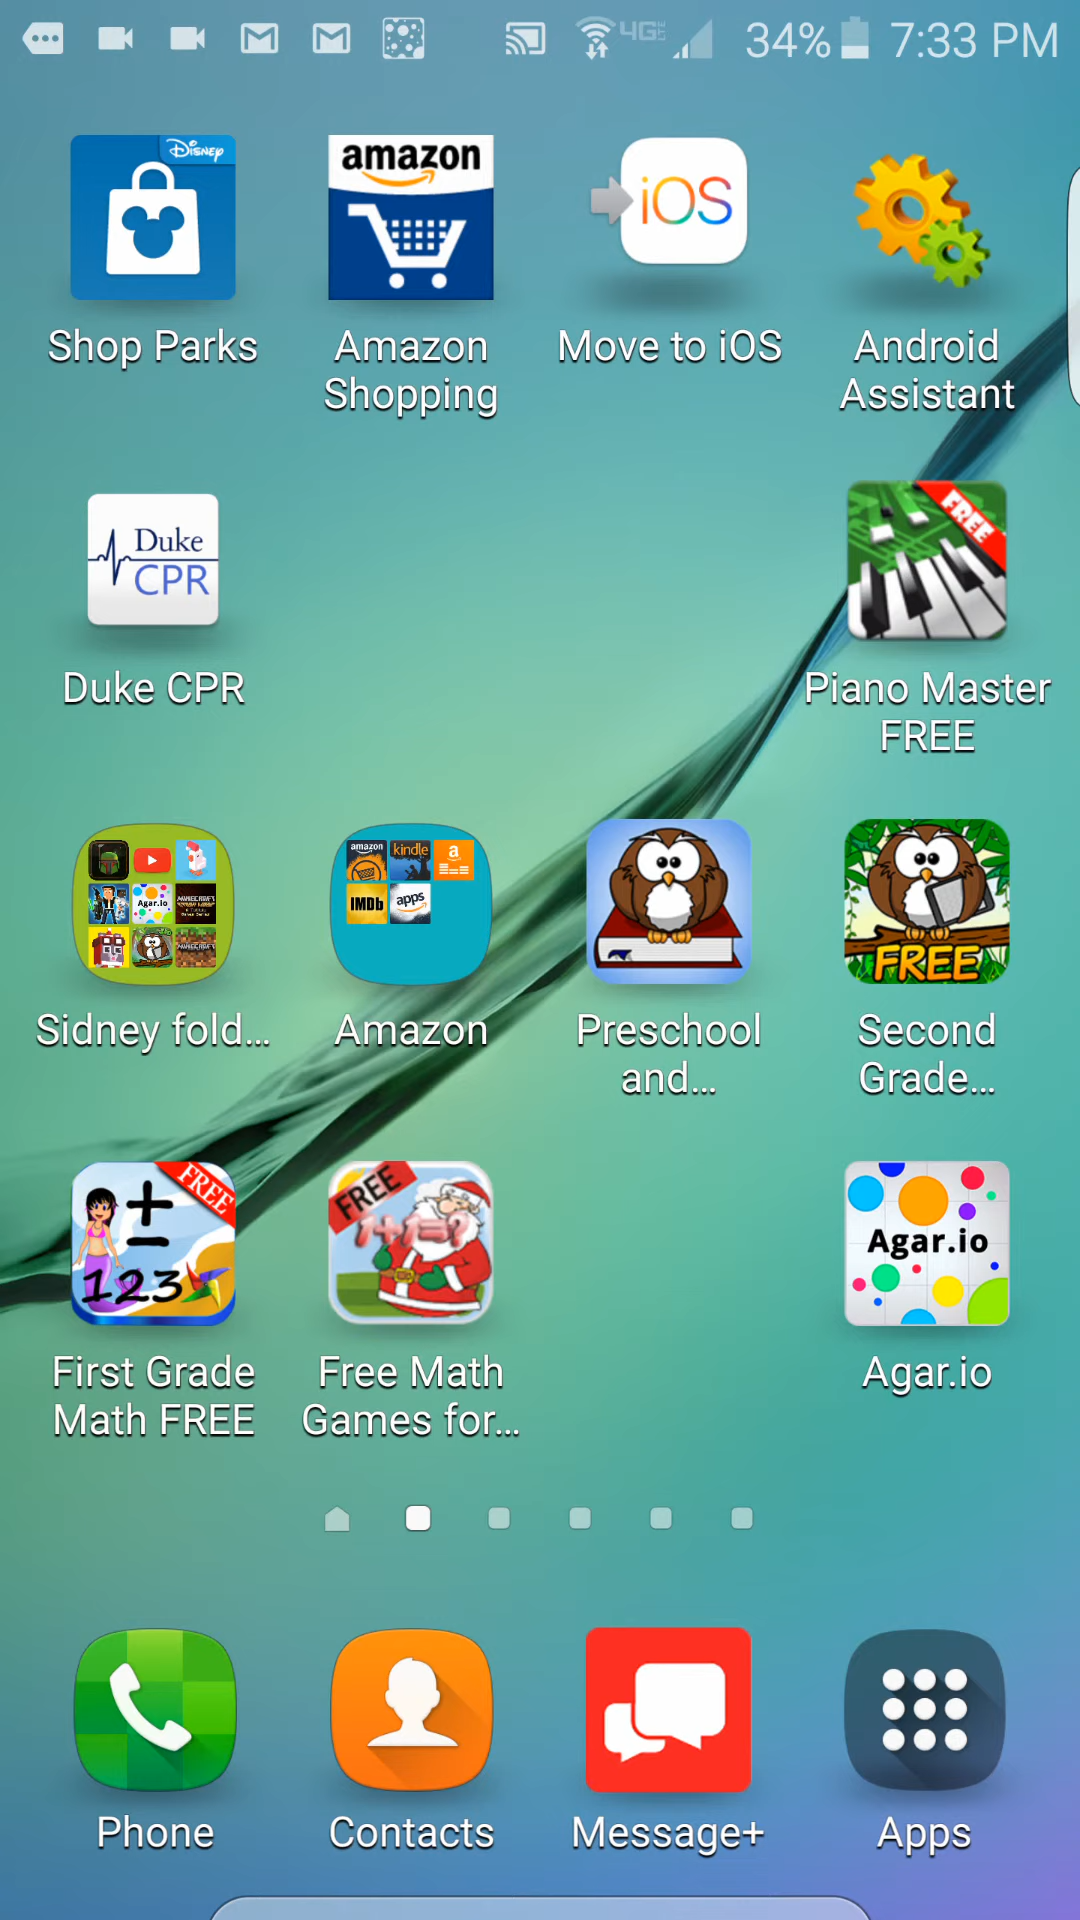 4G 34% 7:33 PM
Disney
amazon
iOS
Shop Parks
Amazon Shopping
Move to iOS
Android Assistant
Duke CPR
FREE
Duke CPR
Piano Master FREE
Agar.io
amazon kindle a
IMDb apps
FREE
Sidney fold...
Amazon
Preschool and...
Second Grade...
FREE
+ - 123
FREE
1+1=?
Agar.io
First Grade Math FREE
Free Math Games for...
Agar.io
Phone
Contacts
Message+
Apps